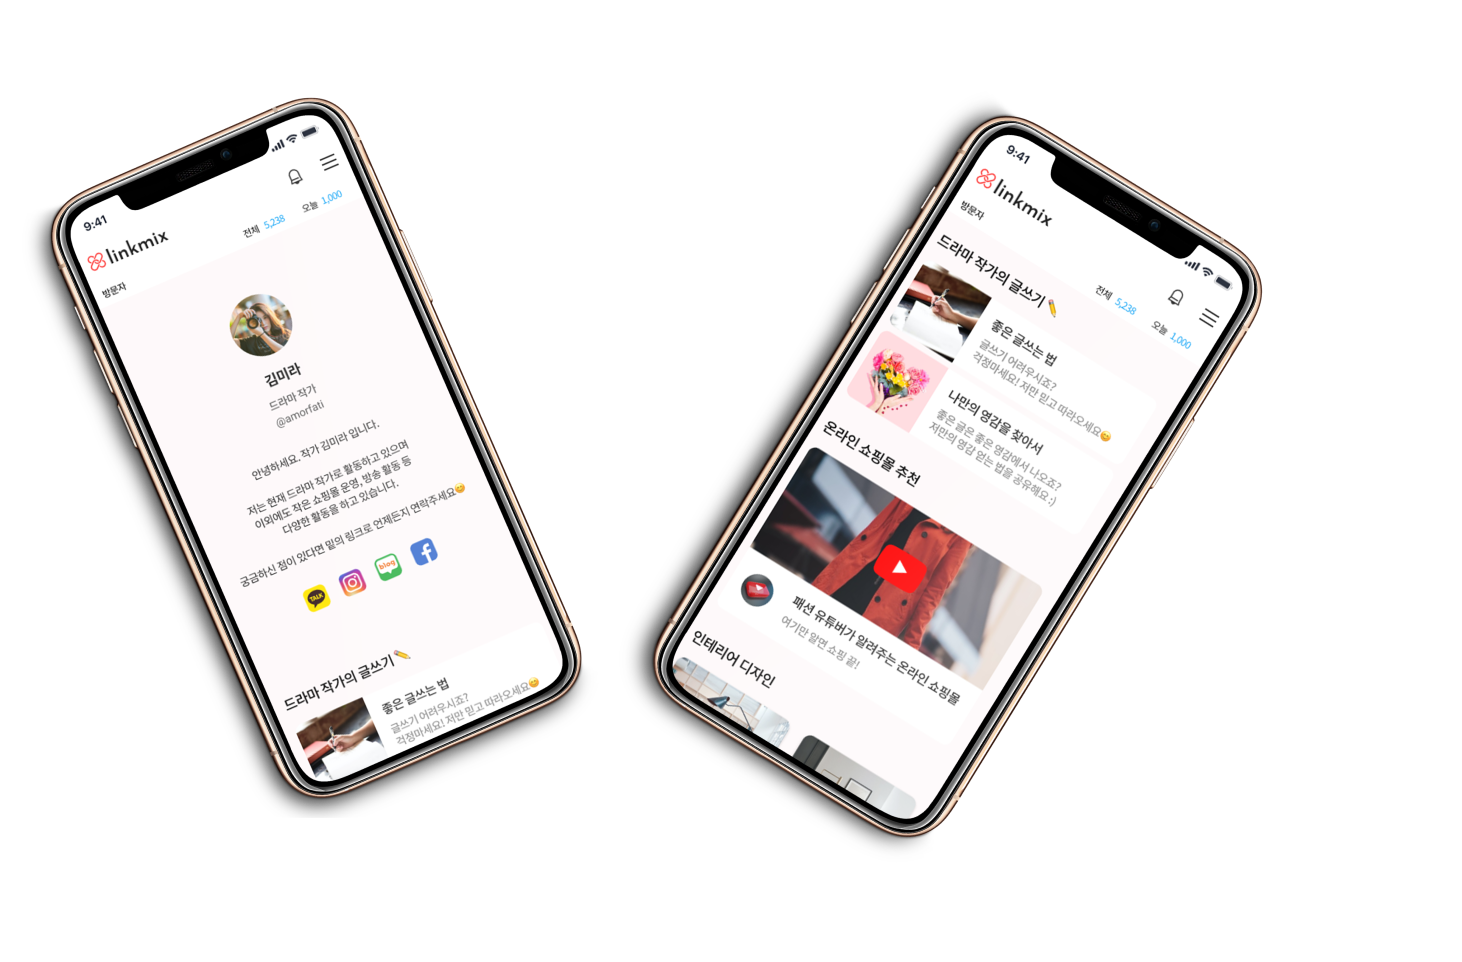 9:41
linkmix
방문자
전체 5,238 오늘 1,000
김미라
드라마 작가
@amorfati
안녕하세요. 작가 김미라 입니다.
저는 현재 드라마 작가로 활동하고 있으며
이외에도 작은 쇼핑몰 운영, 방송 활동 등
다양한 활동을 하고 있습니다.
궁금하신 점이 있다면 밑의 링크로 언제든지 연락주세요😊
TALK
blog
드라마 작가의 글쓰기✏️
좋은 글쓰는 법
글쓰기 어려우시죠?
걱정마세요! 저만 믿고 따라오세요😊
9:41
linkmix
방문자
전체 5,238 오늘 1,000
드라마 작가의 글쓰기✏️
좋은 글쓰는 법
글쓰기 어려우시죠?
걱정마세요! 저만 믿고 따라오세요😊
나만의 영감을 찾아서
좋은 글은 좋은 영감에서 나오죠?
저만의 영감 얻는 법을 공유해요 :)
온라인 쇼핑몰 추천
패션 유튜버가 알려주는 온라인 쇼핑몰
여기만 알면 쇼핑 끝!
인테리어 디자인